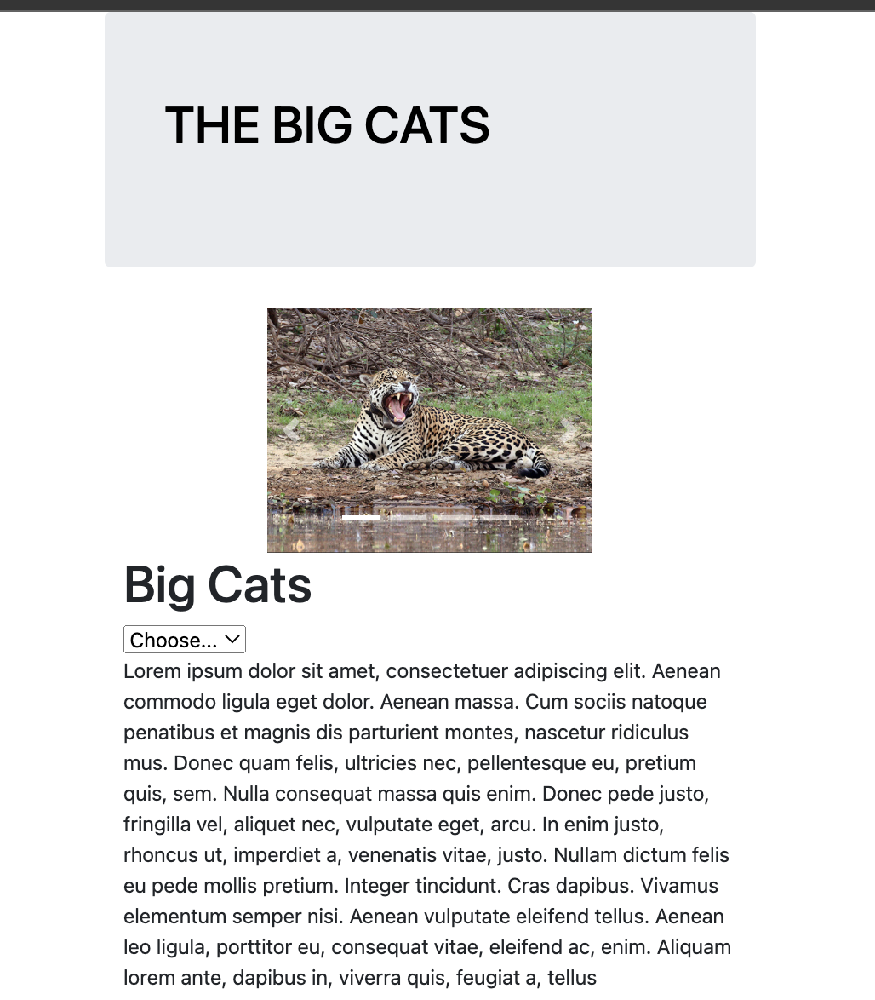 THE BIG CATS
Big Cats
Choose...
Lorem ipsum dolor sit amet, consectetuer adipiscing elit. Aenean
commodo ligula eget dolor. Aenean massa. Cum sociis natoque
penatibus et magnis dis parturient montes, nascetur ridiculus
mus. Donec quam felis, ultricies nec, pellentesque eu, pretium
quis, sem. Nulla consequat massa quis enim. Donec pede justo,
fringilla vel, aliquet nec, vulputate eget, arcu. In enim justo,
rhoncus ut, imperdiet a, venenatis vitae, justo. Nullam dictum felis
eu pede mollis pretium. Integer tincidunt. Cras dapibus. Vivamus
elementum semper nisi. Aenean vulputate eleifend tellus. Aenean
leo ligula, porttitor eu, consequat vitae, eleifend ac, enim. Aliquam
lorem ante, dapibus in, viverra quis, feugiat a, tellus